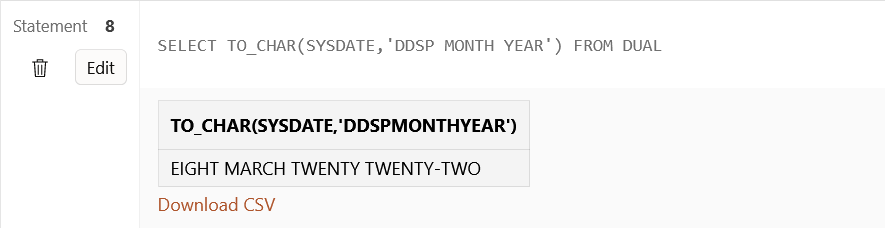 Statement 8
Edit
SELECT TO_CHAR(SYSDATE,'DDSP MONTH YEAR') FROM DUAL
TO_CHAR(SYSDATE,'DDSPMONTHYEAR')
EIGHT MARCH TWENTY TWENTY-TWO
Download CSV